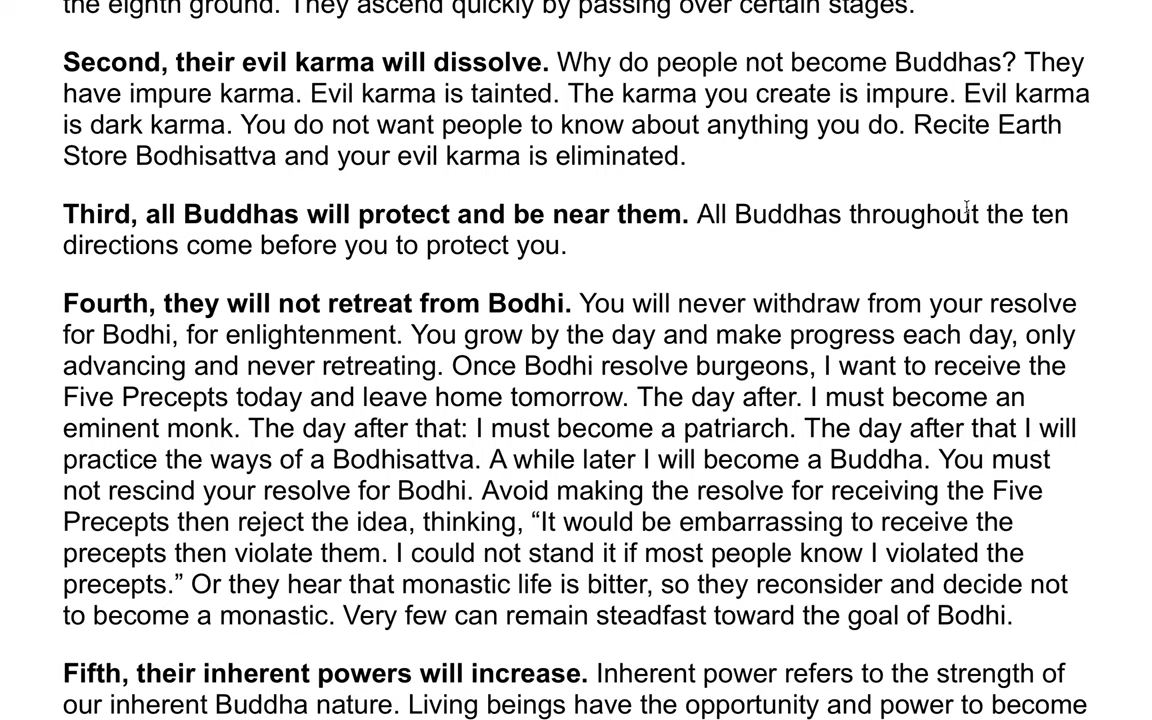 the eighth ground. They ascend quickly by passing over certain stages.
Second, their evil karma will dissolve. Why do people not become Buddhas? They
have impure karma. Evil karma is tainted. The karma you create is impure. Evil karma
is dark karma. You do not want people to know about anything you do. Recite Earth
Store Bodhisattva and your evil karma is eliminated.
Third, all Buddhas will protect and be near them. All Buddhas throughout the ten
directions come before you to protect you.
Fourth, they will not retreat from Bodhi. You will never withdraw from your resolve
for Bodhi, for enlightenment. You grow by the day and make progress each day, only
advancing and never retreating. Once Bodhi resolve burgeons, I want to receive the
Five Precepts today and leave home tomorrow. The day after. I must become an
eminent monk. The day after that: I must become a patriarch. The day after that I will
practice the ways of a Bodhisattva. A while later I will become a Buddha. You must
not rescind your resolve for Bodhi. Avoid making the resolve for receiving the Five
Precepts then reject the idea, thinking, “It would be embarrassing to receive the
precepts then violate them. I could not stand it if most people know I violated the
precepts.” Or they hear that monastic life is bitter, so they reconsider and decide not
to become a monastic. Very few can remain steadfast toward the goal of Bodhi.
Fifth, their inherent powers will increase. Inherent power refers to the strength of
our inherent Buddha nature. Living beings have the opportunity and power to become